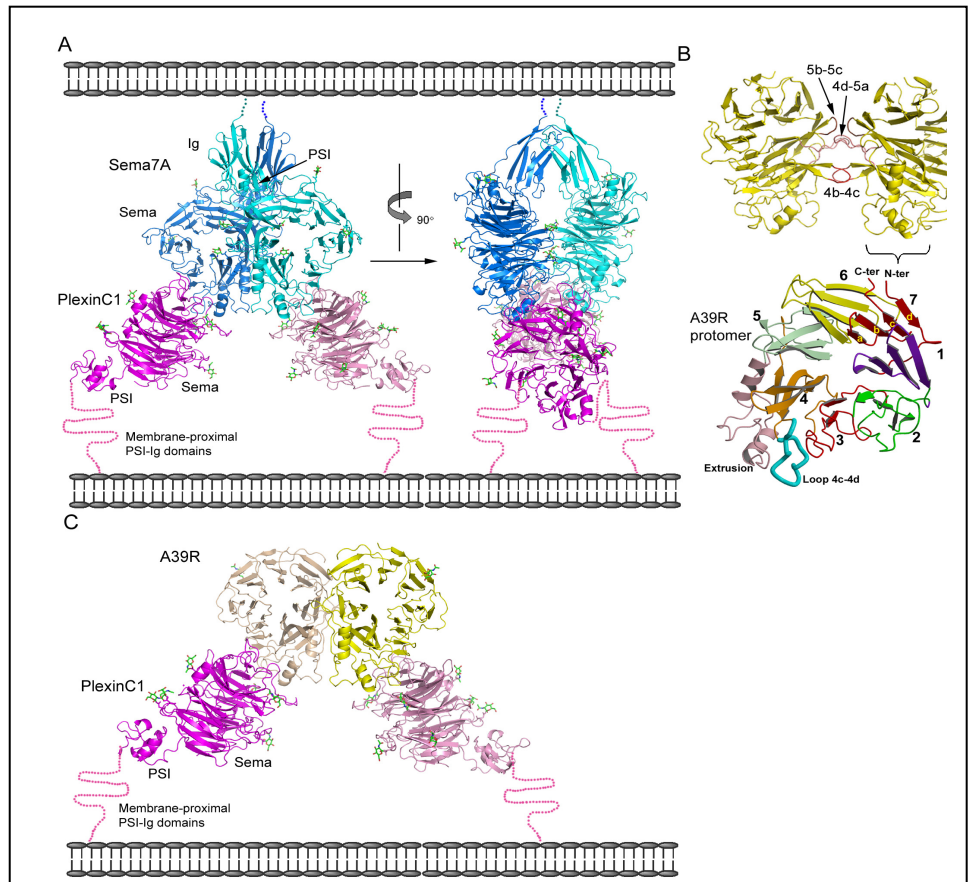 A
Ig
PSI
Sema7A
Sema
90°
PlexinC1
Sema
PSI
Membrane-proximal
PSI-Ig domains
B
5b-5c
4d-5a
4b-4c
C-ter
N-ter
6
7
5
A39R
protomer
d
c
b
a
1
4
3
2
Extrusion
Loop 4c-4d
C
A39R
PlexinC1
PSI
Sema
Membrane-proximal
PSI-Ig domains